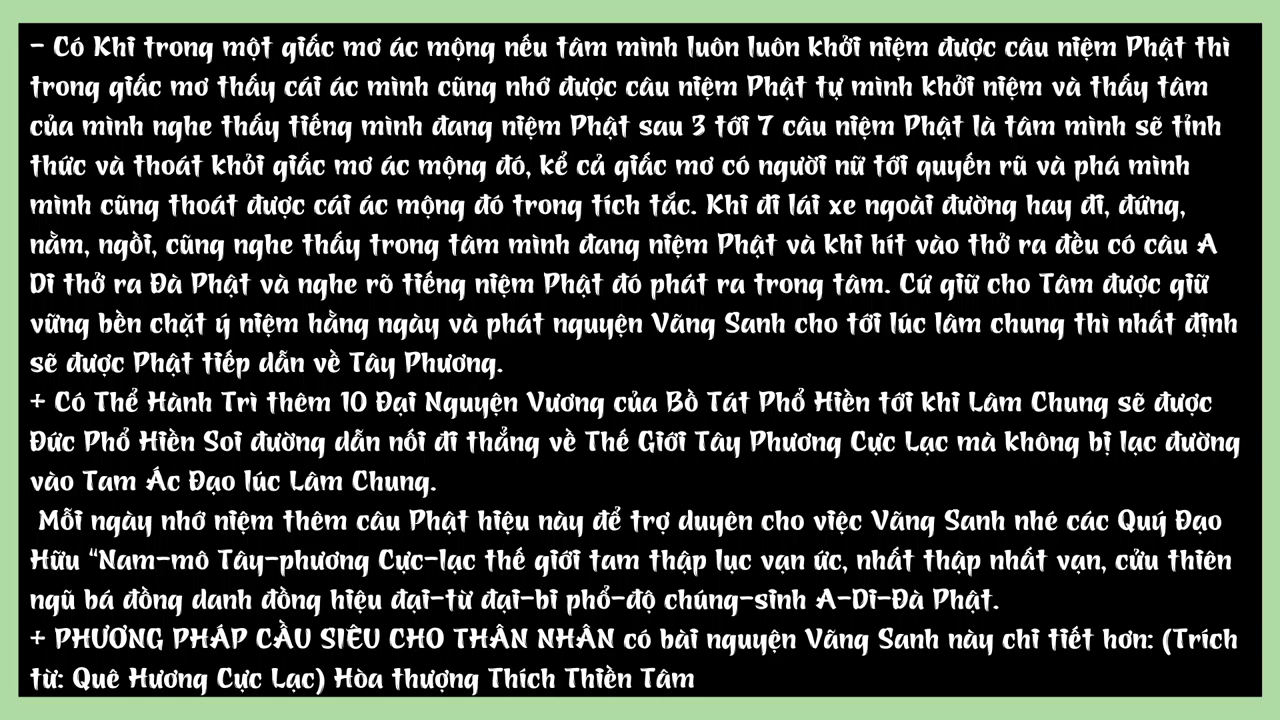 - Có Khi trong một giấc mơ ác mộng nếu tâm mình luôn luôn khởi niệm được câu niệm Phật thì
trong giấc mơ thấy cái ác mình cũng nhớ được câu niệm Phật tự mình khởi niệm và thấy tâm
của mình nghe thấy tiếng mình đang niệm Phật sau 3 tới 7 câu niệm Phật là tâm mình sẽ tỉnh
thức và thoát khỏi giấc mơ ác mộng đó, kể cả giấc mơ có người nữ tới quyến rũ và phá mình
mình cũng thoát được cái ác mộng đó trong tích tắc. Khi đi lái xe ngoài đường hay đi, đứng,
nằm, ngồi, cũng nghe thấy trong tâm mình đang niệm Phật và khi hít vào thở ra đều có câu A
Di thở ra Đà Phật và nghe rõ tiếng niệm Phật đó phát ra trong tâm. Cứ giữ cho Tâm được giữ
vững bền chặt ý niệm hằng ngày và phát nguyện Vãng Sanh cho tới lúc lâm chung thì nhất định
sẽ được Phật tiếp dẫn về Tây Phương.
+ Có Thể Hành Trì thêm 10 Đại Nguyện Vương của Bồ Tát Phổ Hiền tới khi Lâm Chung sẽ được
Đức Phổ Hiền Soi đường dẫn nối đi thẳng về Thế Giới Tây Phương Cực Lạc mà không bị lạc đường
vào Tam Ác Đạo lúc Lâm Chung.
Mỗi ngày nhớ niệm thêm câu Phật hiệu này để trợ duyên cho việc Vãng Sanh nhé các Quý Đạo
Hữu “Nam-mô Tây-phương Cực-lạc thế giới tam thập lục vạn ức, nhất thập nhất vạn, cửu thiên
ngũ bá đồng danh đồng hiệu đại-từ đại-bi phổ-độ chúng-sinh A-Di-Đà Phật.
+ PHƯƠNG PHÁP CẦU SIÊU CHO THÂN NHÂN có bài nguyện Vãng Sanh này chi tiết hơn: (Trích
từ: Quê Hương Cực Lạc) Hòa thượng Thích Thiền Tâm